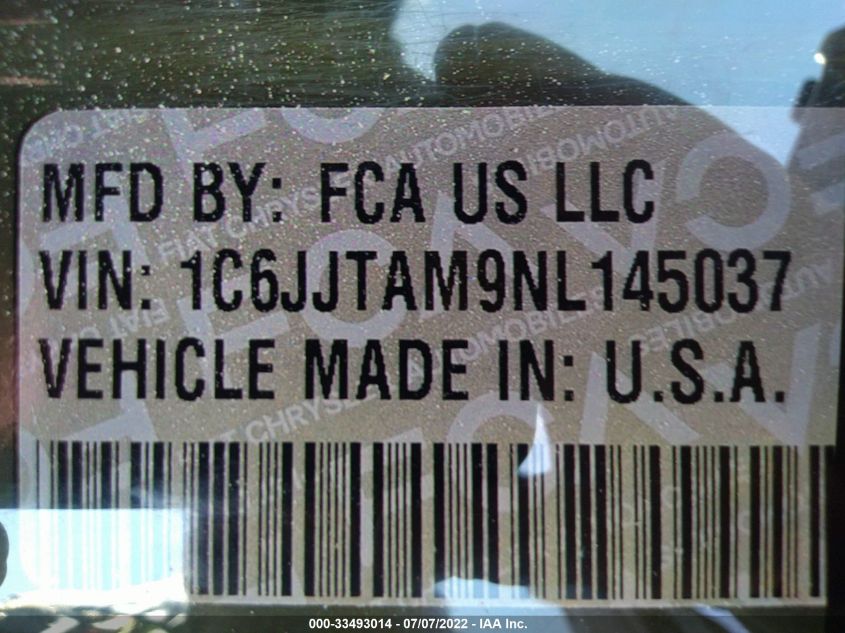 MFD BY: FCA US LLC
VIN: 1C6JJTAM9NL145037
VEHICLE MADE IN: U.S.A.
000-33493014 - 07/07/2022 - IAA Inc.